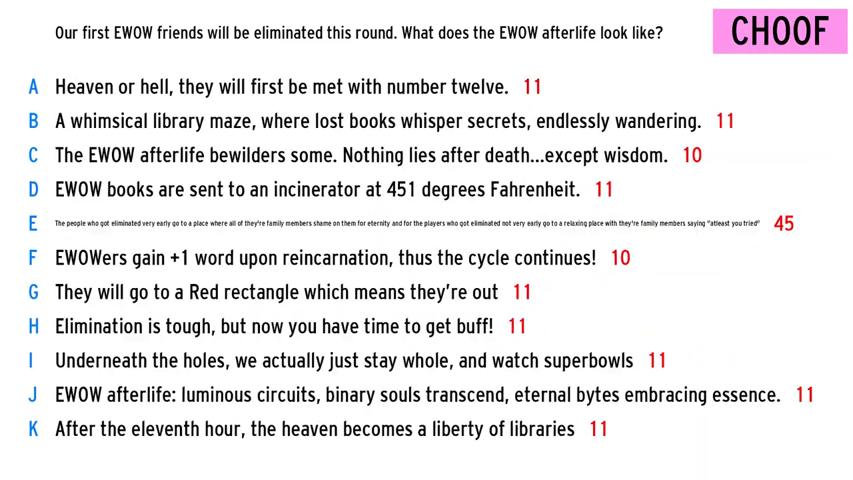 Our first EWOW friends will be eliminated this round. What does the EWOW afterlife look like?
CHOOF
A Heaven or hell, they will first be met with number twelve. 11
B A whimsical library maze, where lost books whisper secrets, endlessly wandering. 11
C The EWOW afterlife bewilders some. Nothing lies after death...except wisdom. 10
D EWOW books are sent to an incinerator at 451 degrees Fahrenheit. 11
E The people who got eliminated very early go to a place where all of they're family members shame on them for eternity and for the players who got eliminated not very early go to a relaxing place with they're family members saying "atleast you tried" 45
F EWOWers gain +1 word upon reincarnation, thus the cycle continues! 10
G They will go to a Red rectangle which means they're out 11
H Elimination is tough, but now you have time to get buff! 11
I Underneath the holes, we actually just stay whole, and watch superbowls 11
J EWOW afterlife: luminous circuits, binary souls transcend, eternal bytes embracing essence. 11
K After the eleventh hour, the heaven becomes a liberty of libraries 11